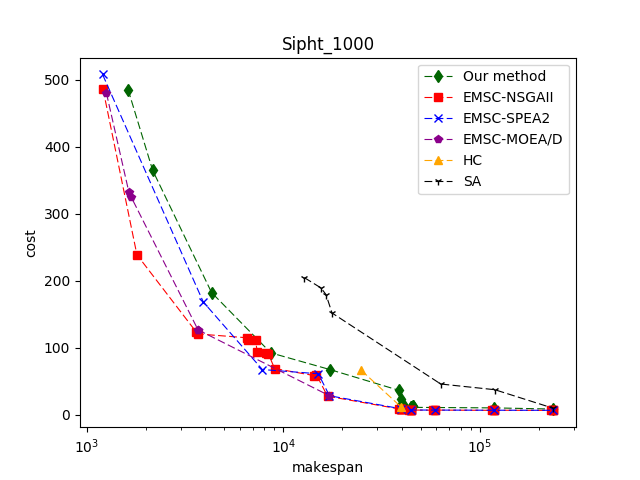 Sipht_1000
Our method
EMSC-NSGAII
EMSC-SPEA2
EMSC-MOEA/D
HC
SA
500
400
300
200
100
0
cost
10³
10⁴
10⁵
makespan